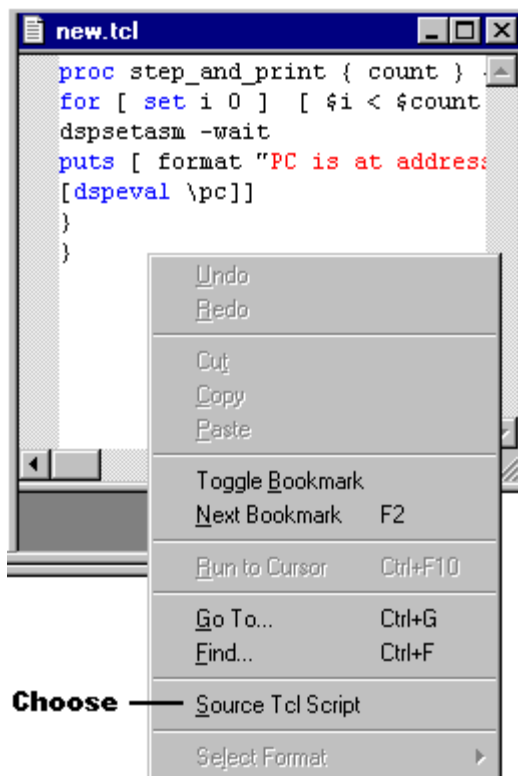 new.tcl
proc step_and_print { count }
for [ set i 0 ] [ $i < $count
dspsetasm -wait
puts [ format "PC is at address
[dspeval \pc]]
}
}
Undo
Redo
Cut
Copy
Paste
Toggle Bookmark
Next Bookmark F2
Run to Cursor Ctrl+F10
Go To... Ctrl+G
Find... Ctrl+F
Choose Source Tcl Script
Select Format